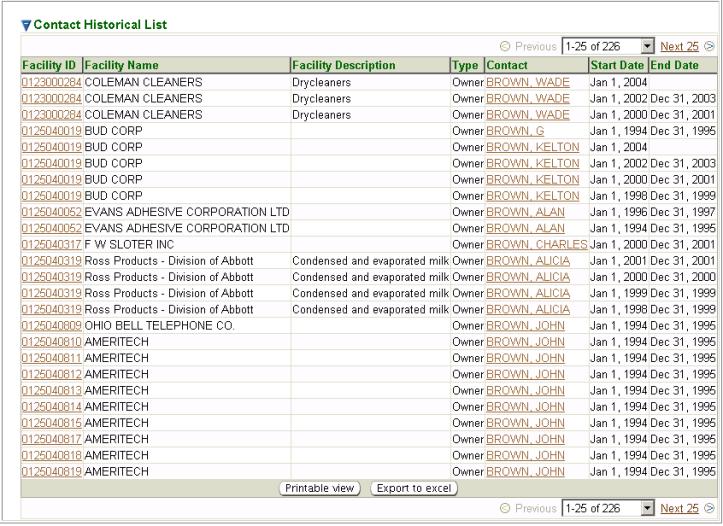 Contact Historical List
Previous 1-25 of 226 Next 25
Facility ID Facility Name Facility Description Type Contact Start Date End Date
0123000284 COLEMAN CLEANERS Drycleaners Owner BROWN, WADE Jan 1, 2004
0123000284 COLEMAN CLEANERS Drycleaners Owner BROWN, WADE Jan 1, 2002 Dec 31, 2003
0123000284 COLEMAN CLEANERS Drycleaners Owner BROWN, WADE Jan 1, 2000 Dec 31, 2001
0125040019 BUD CORP Owner BROWN, G Jan 1, 1994 Dec 31, 1995
0125040019 BUD CORP Owner BROWN, KELTON Jan 1, 2004
0125040019 BUD CORP Owner BROWN, KELTON Jan 1, 2002 Dec 31, 2003
0125040019 BUD CORP Owner BROWN, KELTON Jan 1, 2000 Dec 31, 2001
0125040019 BUD CORP Owner BROWN, KELTON Jan 1, 1998 Dec 31, 1999
0125040052 EVANS ADHESIVE CORPORATION LTD Owner BROWN, ALAN Jan 1, 1996 Dec 31, 1997
0125040052 EVANS ADHESIVE CORPORATION LTD Owner BROWN, ALAN Jan 1, 1994 Dec 31, 1995
0125040317 F W SLOTER INC Owner BROWN, CHARLES Jan 1, 2000 Dec 31, 2001
0125040319 Ross Products - Division of Abbott Condensed and evaporated milk Owner BROWN, ALICIA Jan 1, 2001 Dec 31, 2001
0125040319 Ross Products - Division of Abbott Condensed and evaporated milk Owner BROWN, ALICIA Jan 1, 2000 Dec 31, 2000
0125040319 Ross Products - Division of Abbott Condensed and evaporated milk Owner BROWN, ALICIA Jan 1, 1999 Dec 31, 1999
0125040319 Ross Products - Division of Abbott Condensed and evaporated milk Owner BROWN, ALICIA Jan 1, 1998 Dec 31, 1999
0125040809 OHIO BELL TELEPHONE CO. Owner BROWN, JOHN Jan 1, 1994 Dec 31, 1995
0125040810 AMERITECH Owner BROWN, JOHN Jan 1, 1994 Dec 31, 1995
0125040811 AMERITECH Owner BROWN, JOHN Jan 1, 1994 Dec 31, 1995
0125040812 AMERITECH Owner BROWN, JOHN Jan 1, 1994 Dec 31, 1995
0125040813 AMERITECH Owner BROWN, JOHN Jan 1, 1994 Dec 31, 1995
0125040814 AMERITECH Owner BROWN, JOHN Jan 1, 1994 Dec 31, 1995
0125040815 AMERITECH Owner BROWN, JOHN Jan 1, 1994 Dec 31, 1995
0125040817 AMERITECH Owner BROWN, JOHN Jan 1, 1994 Dec 31, 1995
0125040818 AMERITECH Owner BROWN, JOHN Jan 1, 1994 Dec 31, 1995
0125040819 AMERITECH Owner BROWN, JOHN Jan 1, 1994 Dec 31, 1995
Printable view Export to excel
Previous 1-25 of 226 Next 25